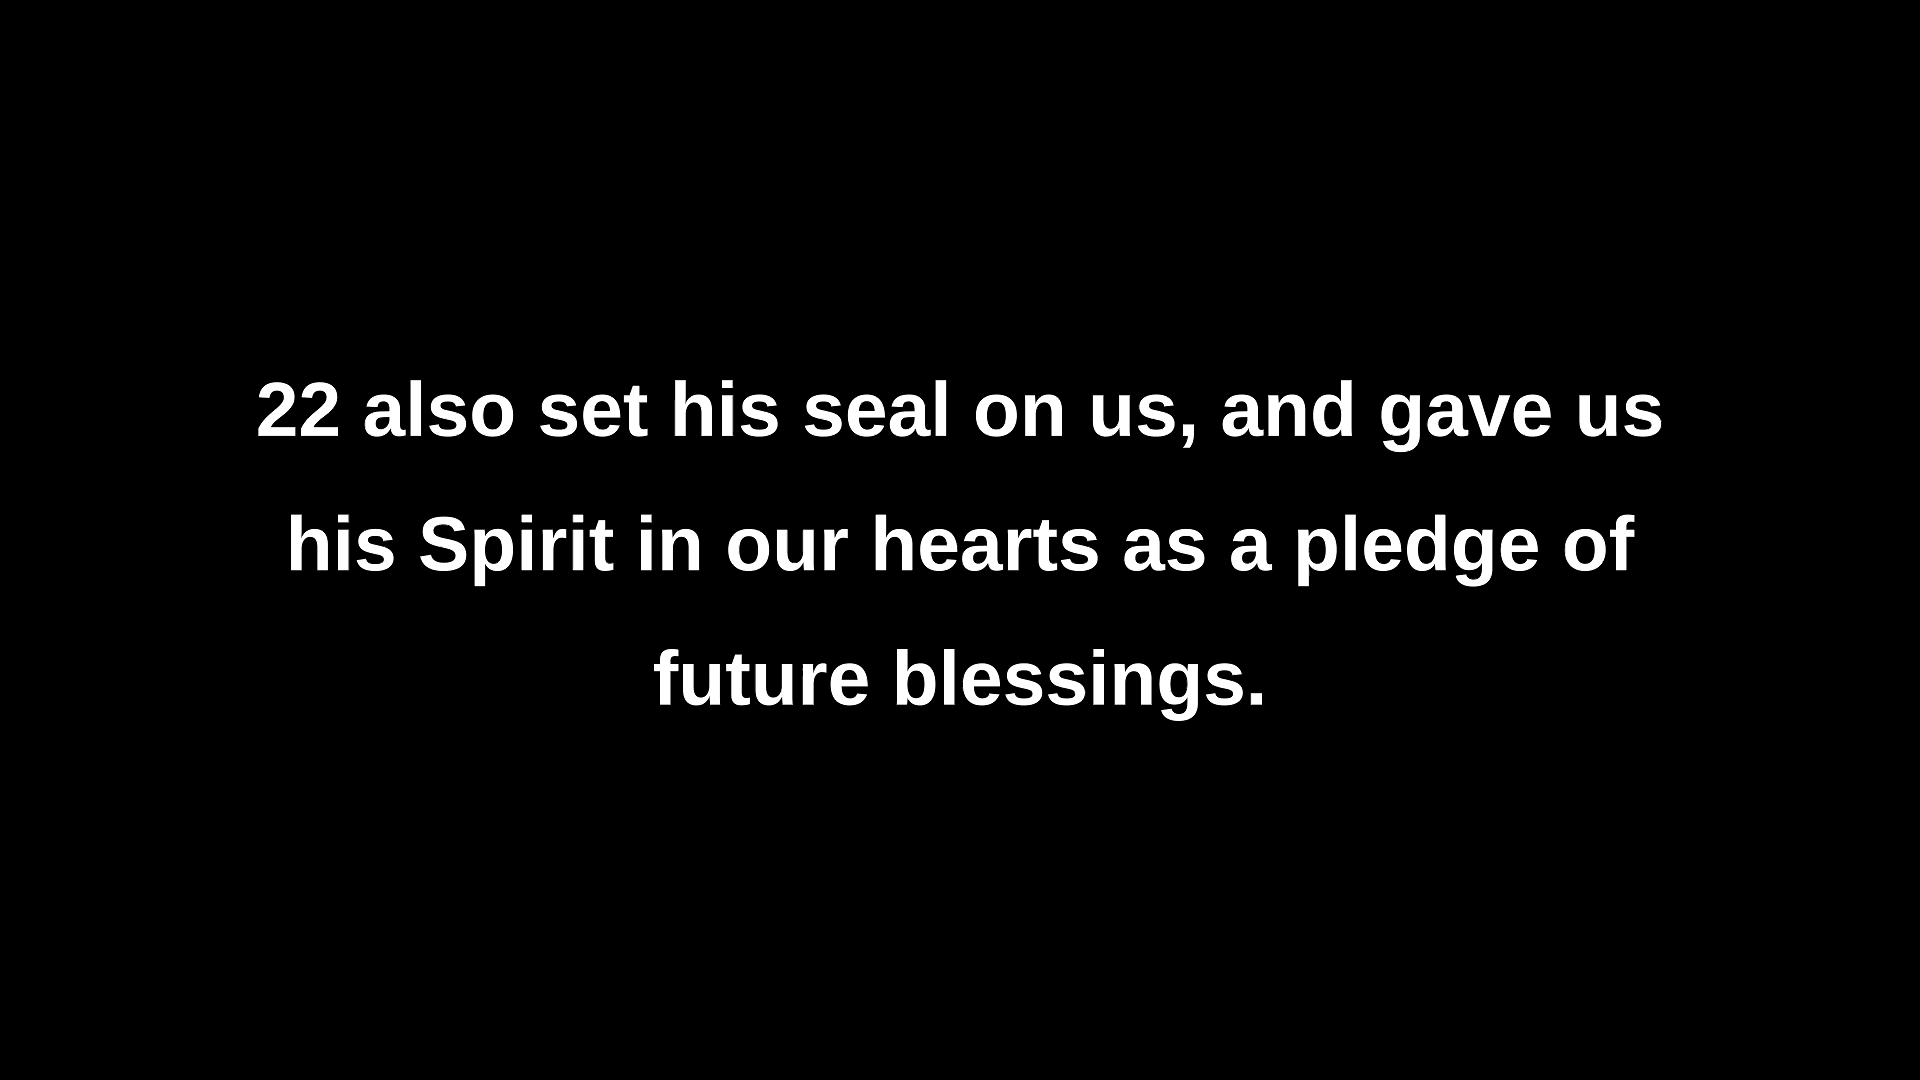 22 also set his seal on us, and gave us
his Spirit in our hearts as a pledge of
future blessings.